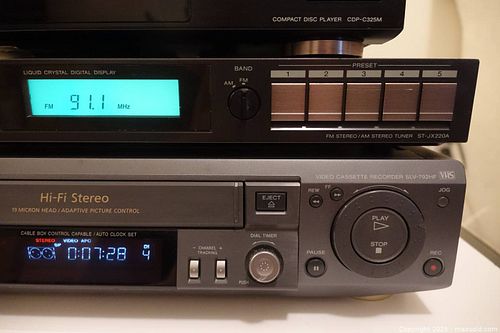 COMPACT DISC PLAYER CDP-C325M
LIQUID CRYSTAL DIGITAL DISPLAY
BAND
PRESET
AM FM
1 2 3 4 5
FM 91.1 MHz
FM STEREO/AM STEREO TUNER ST-JX220A
VIDEO CASSETTE RECORDER SLV-792HF VHS
Hi-Fi Stereo
19 MICRON HEAD / ADAPTIVE PICTURE CONTROL
EJECT
REW FF
JOG
PLAY
STOP
CABLE BOX CONTROL CAPABLE / AUTO CLOCK SET
STEREO VIDEO APC
SP 0:07:28 CH 4
CHANNEL
TRACKING
DIAL TIMER
PUSH
PAUSE
REC